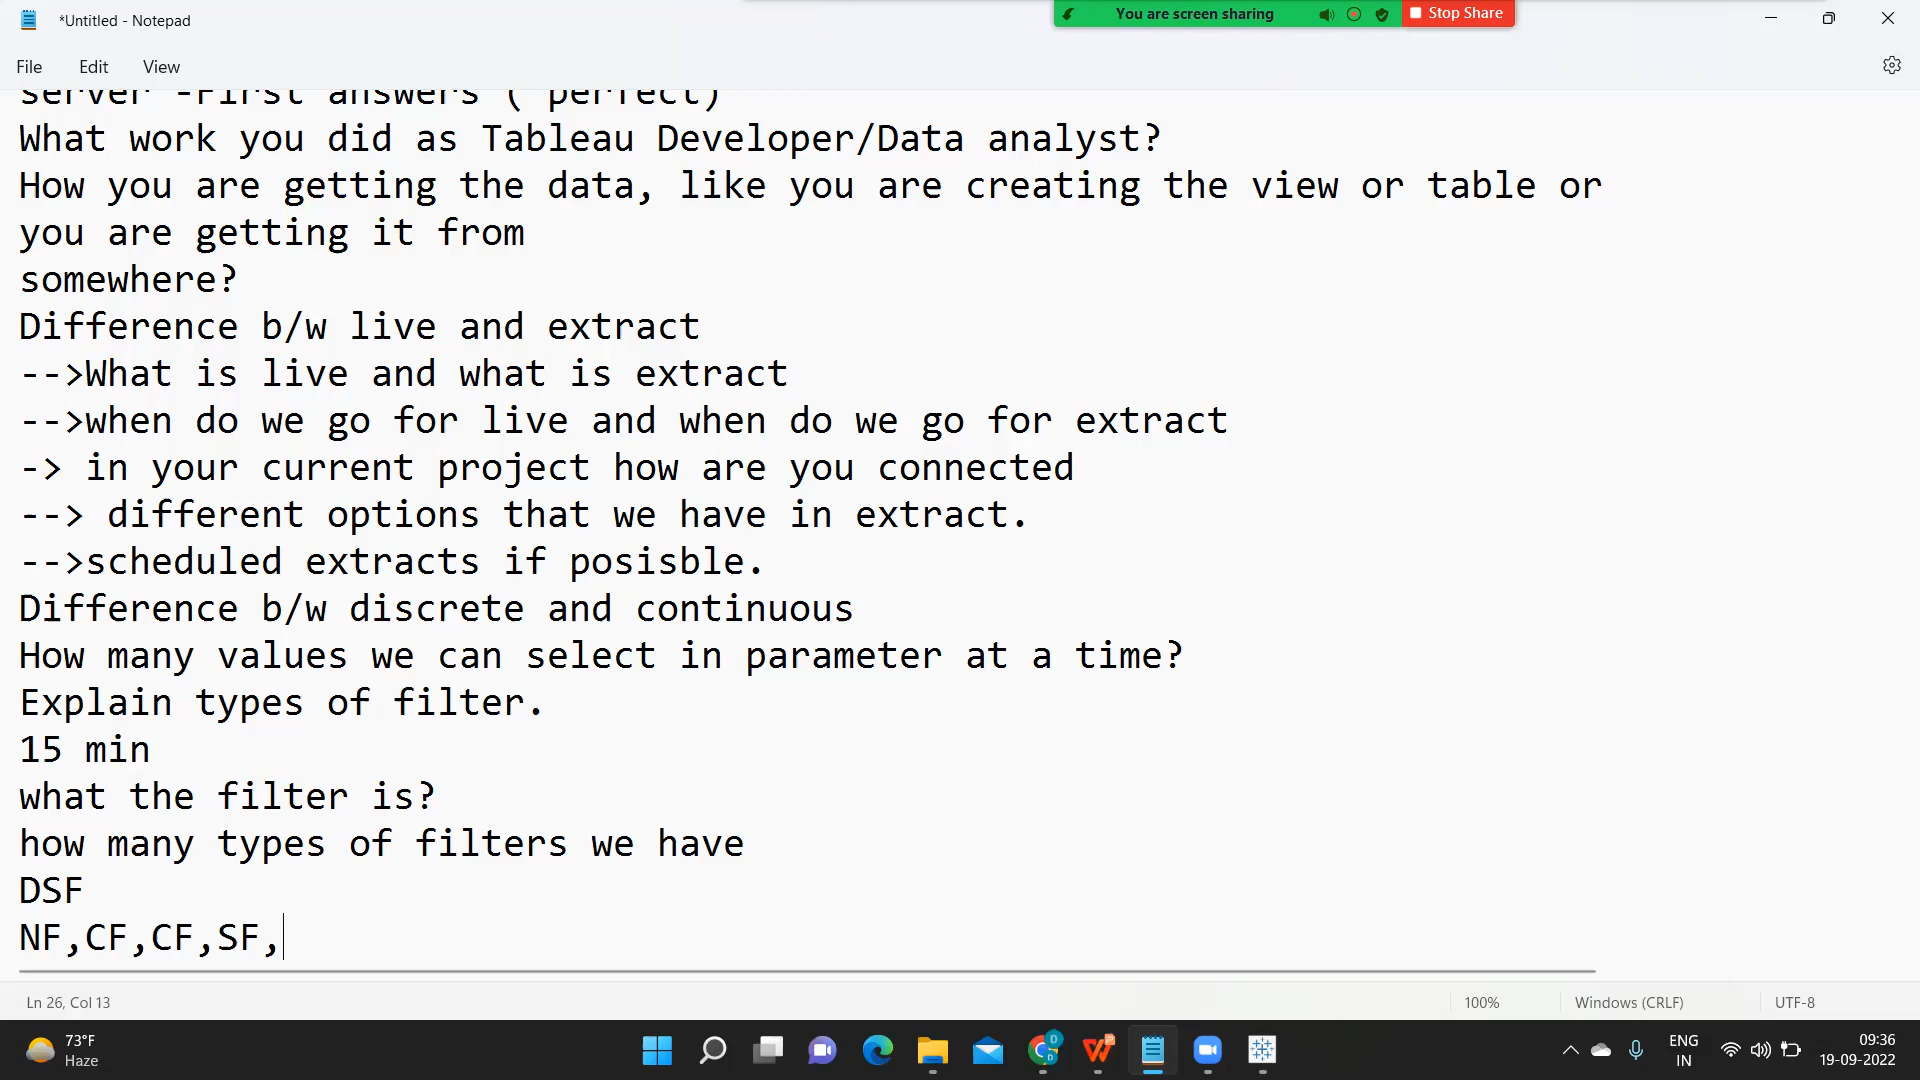 *Untitled - Notepad
You are screen sharing
Stop Share
File Edit View
server -First answers ( perfect)
What work you did as Tableau Developer/Data analyst?
How you are getting the data, like you are creating the view or table or
you are getting it from
somewhere?
Difference b/w live and extract
-->What is live and what is extract
-->when do we go for live and when do we go for extract
-> in your current project how are you connected
--> different options that we have in extract.
-->scheduled extracts if posisble.
Difference b/w discrete and continuous
How many values we can select in parameter at a time?
Explain types of filter.
15 min
what the filter is?
how many types of filters we have
DSF
NF,CF,CF,SF,
Ln 26, Col 13
100%
Windows (CRLF)
UTF-8
73°F
Haze
ENG
IN
09:36
19-09-2022